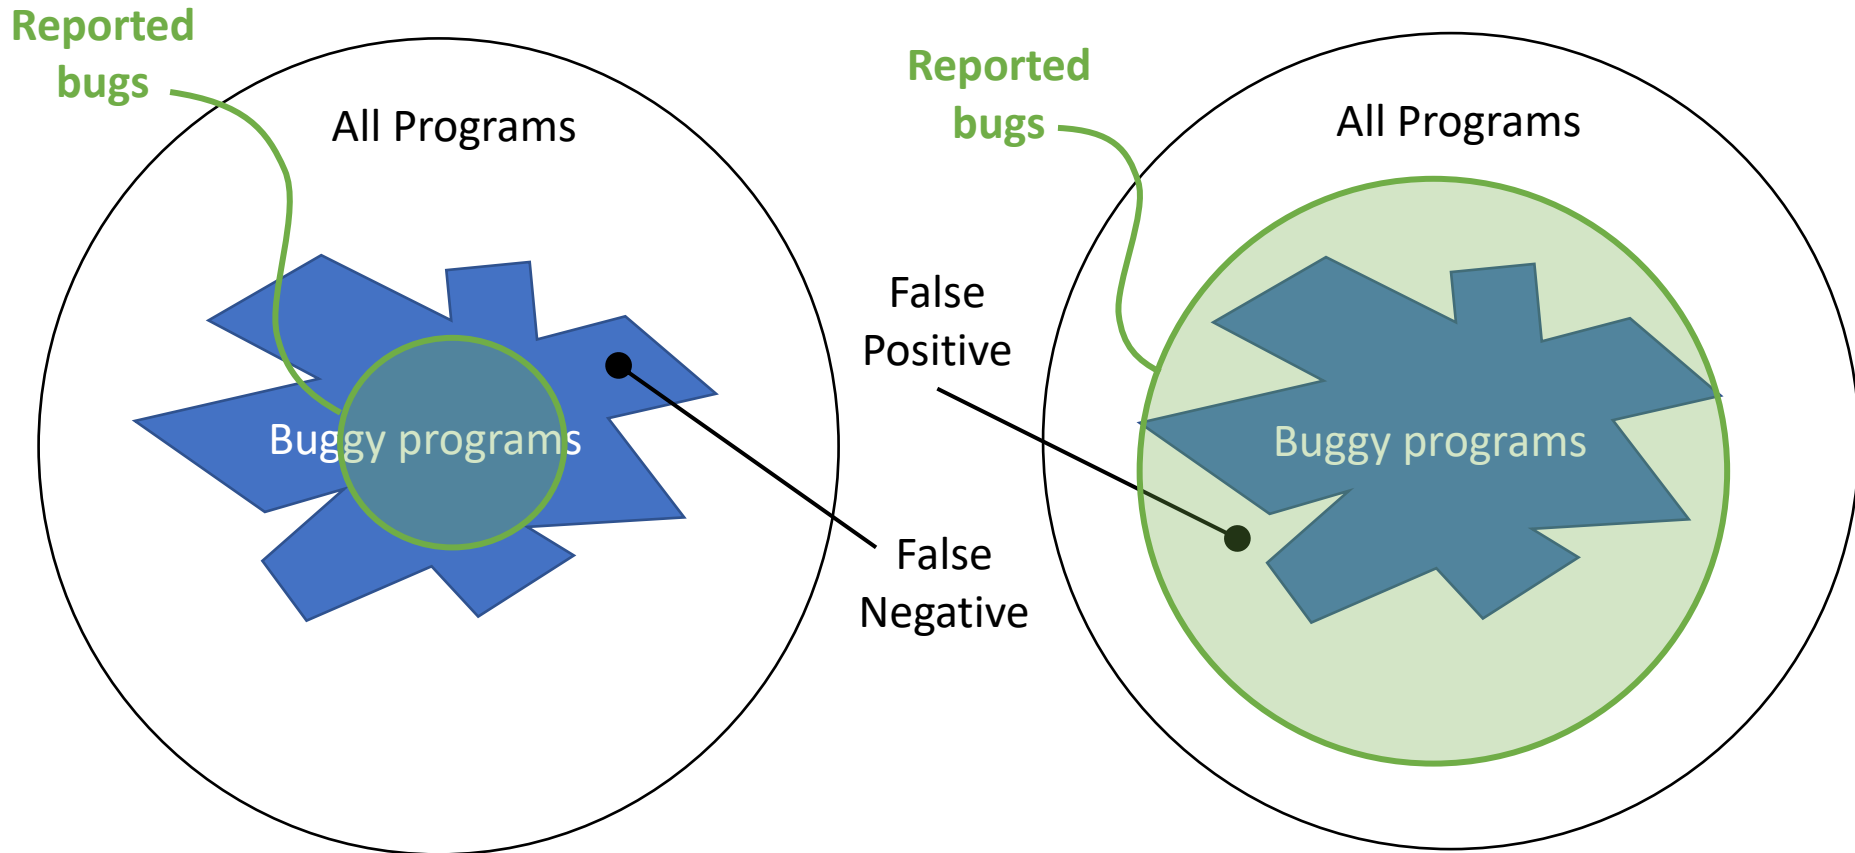 Reported
bugs
All Programs
Buggy programs
False
Negative
Reported
bugs
All Programs
False
Positive
Buggy programs